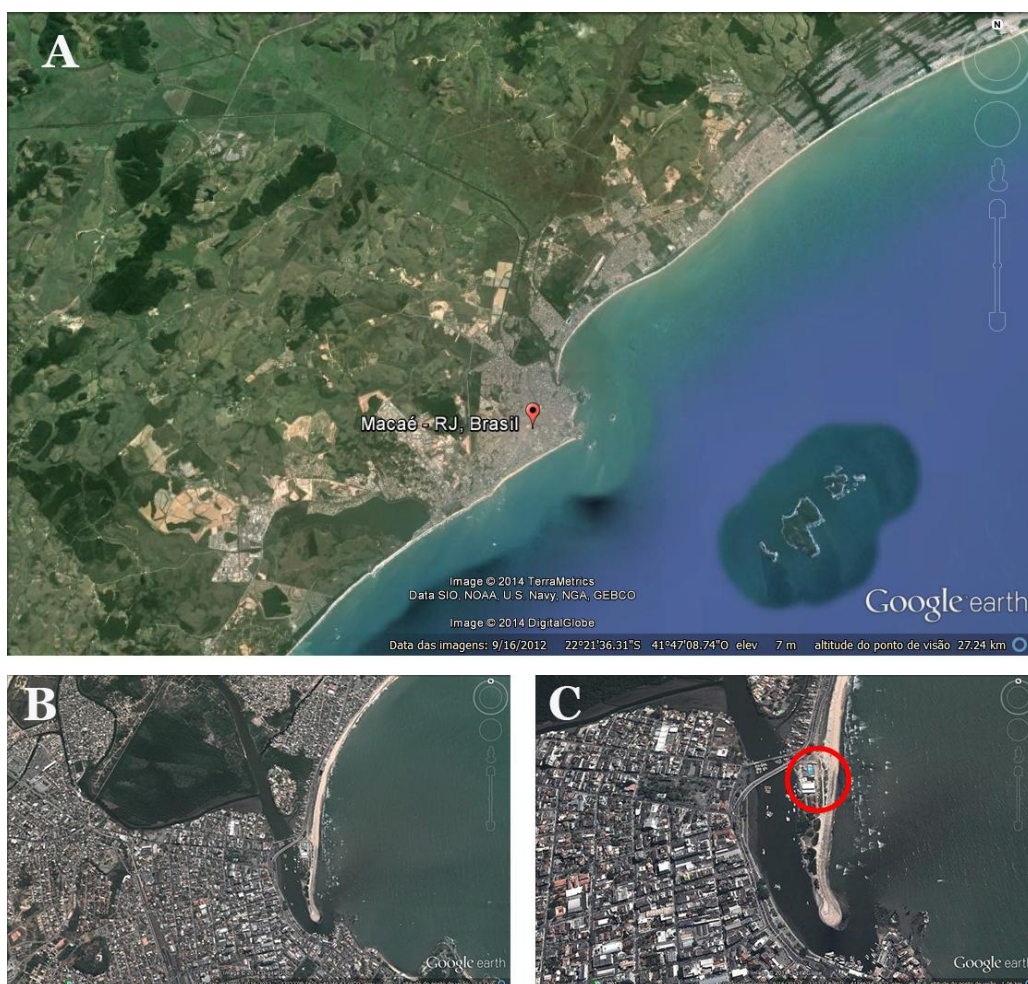 A
N
Macaé - RJ, Brasil
Image © 2014 TerraMetrics
Data SIO, NOAA, U.S. Navy, NGA, GEBCO
Image © 2014 DigitalGlobe
Google earth
Data das imagens: 9/16/2012 22°21'36.31"S 41°47'08.74"O elev 7 m altitude do ponto de visão 27.24 km
B
Google earth
C
Google earth